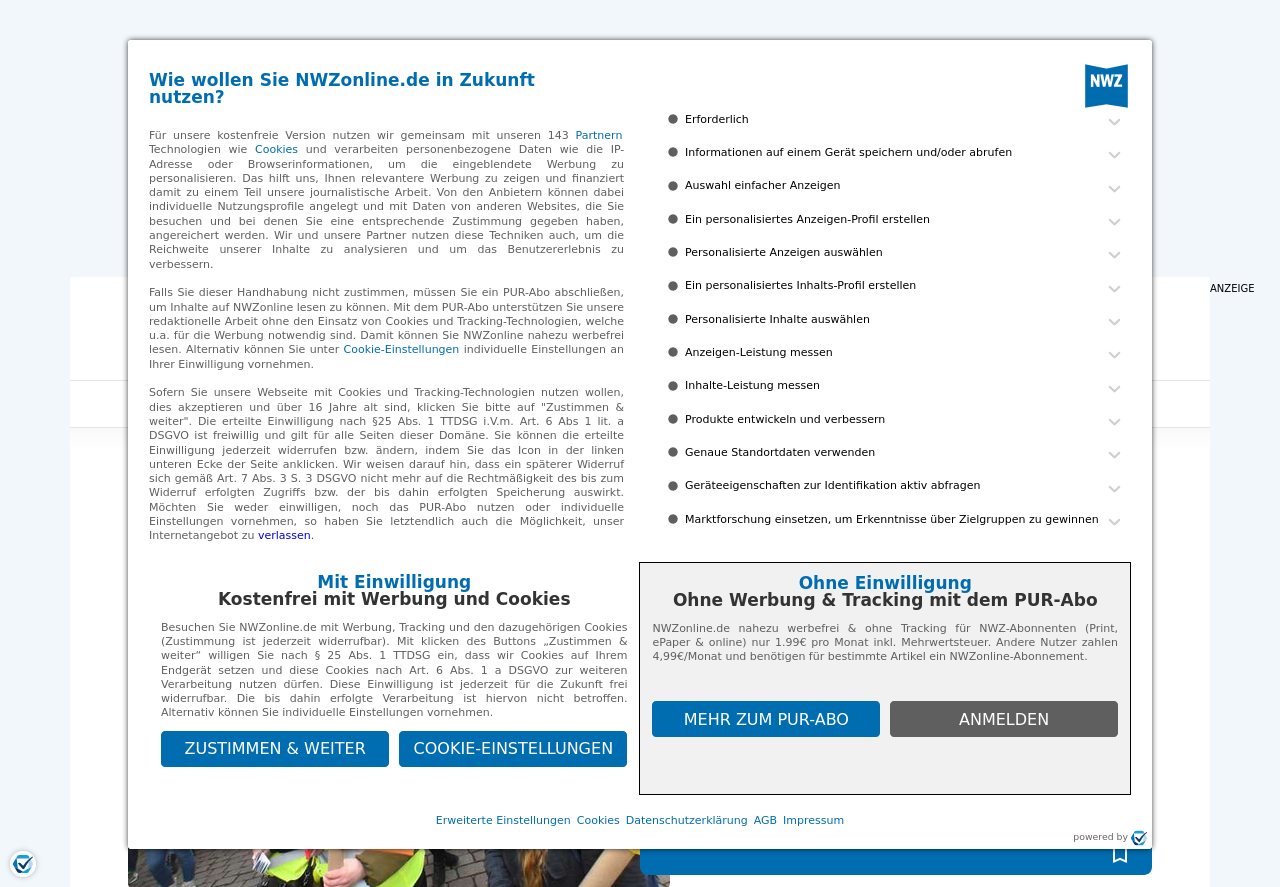 Wie wollen Sie NWZonline.de in Zukunft
nutzen?
Für unsere kostenfreie Version nutzen wir gemeinsam mit unseren 143 Partnern
Technologien wie Cookies und verarbeiten personenbezogene Daten wie die IP-
Adresse oder Browserinformationen, um die eingeblendete Werbung zu
personalisieren. Das hilft uns, Ihnen relevantere Werbung zu zeigen und finanziert
damit zu einem Teil unsere journalistische Arbeit. Von den Anbietern können dabei
individuelle Nutzungsprofile angelegt und mit Daten von anderen Websites, die Sie
besuchen und bei denen Sie eine entsprechende Zustimmung gegeben haben,
angereichert werden. Wir und unsere Partner nutzen diese Techniken auch, um die
Reichweite unserer Inhalte zu analysieren und um das Benutzererlebnis zu
verbessern.
Falls Sie dieser Handhabung nicht zustimmen, müssen Sie ein PUR-Abo abschließen,
um Inhalte auf NWZonline lesen zu können. Mit dem PUR-Abo unterstützen Sie unsere
redaktionelle Arbeit ohne den Einsatz von Cookies und Tracking-Technologien, welche
u.a. für die Werbung notwendig sind. Damit können Sie NWZonline nahezu werbefrei
lesen. Alternativ können Sie unter Cookie-Einstellungen individuelle Einstellungen an
Ihrer Einwilligung vornehmen.
Sofern Sie unsere Webseite mit Cookies und Tracking-Technologien nutzen wollen,
dies akzeptieren und über 16 Jahre alt sind, klicken Sie bitte auf "Zustimmen &
weiter". Die erteilte Einwilligung nach §25 Abs. 1 TTDSG i.V.m. Art. 6 Abs 1 lit. a
DSGVO ist freiwillig und gilt für alle Seiten dieser Domäne. Sie können die erteilte
Einwilligung jederzeit widerrufen bzw. ändern, indem Sie das Icon in der linken
unteren Ecke der Seite anklicken. Wir weisen darauf hin, dass ein späterer Widerruf
sich gemäß Art. 7 Abs. 3 S. 3 DSGVO nicht mehr auf die Rechtmäßigkeit des bis zum
Widerruf erfolgten Zugriffs bzw. der bis dahin erfolgten Speicherung auswirkt.
Möchten Sie weder einwilligen, noch das PUR-Abo nutzen oder individuelle
Einstellungen vornehmen, so haben Sie letztendlich auch die Möglichkeit, unser
Internetangebot zu verlassen.
NWZ
Erforderlich
Informationen auf einem Gerät speichern und/oder abrufen
Auswahl einfacher Anzeigen
Ein personalisiertes Anzeigen-Profil erstellen
Personalisierte Anzeigen auswählen
Ein personalisiertes Inhalts-Profil erstellen
Personalisierte Inhalte auswählen
Anzeigen-Leistung messen
Inhalte-Leistung messen
Produkte entwickeln und verbessern
Genaue Standortdaten verwenden
Geräteeigenschaften zur Identifikation aktiv abfragen
Marktforschung einsetzen, um Erkenntnisse über Zielgruppen zu gewinnen
ANZEIGE
Mit Einwilligung
Kostenfrei mit Werbung und Cookies
Besuchen Sie NWZonline.de mit Werbung, Tracking und den dazugehörigen Cookies
(Zustimmung ist jederzeit widerrufbar). Mit klicken des Buttons „Zustimmen &
weiter“ willigen Sie nach § 25 Abs. 1 TTDSG ein, dass wir Cookies auf Ihrem
Endgerät setzen und diese Cookies nach Art. 6 Abs. 1 a DSGVO zur weiteren
Verarbeitung nutzen dürfen. Diese Einwilligung ist jederzeit für die Zukunft frei
widerrufbar. Die bis dahin erfolgte Verarbeitung ist hiervon nicht betroffen.
Alternativ können Sie individuelle Einstellungen vornehmen.
ZUSTIMMEN & WEITER
COOKIE-EINSTELLUNGEN
Ohne Einwilligung
Ohne Werbung & Tracking mit dem PUR-Abo
NWZonline.de nahezu werbefrei & ohne Tracking für NWZ-Abonnenten (Print,
ePaper & online) nur 1.99€ pro Monat inkl. Mehrwertsteuer. Andere Nutzer zahlen
4,99€/Monat und benötigen für bestimmte Artikel ein NWZonline-Abonnement.
MEHR ZUM PUR-ABO
ANMELDEN
Erweiterte Einstellungen Cookies Datenschutzerklärung AGB Impressum
powered by